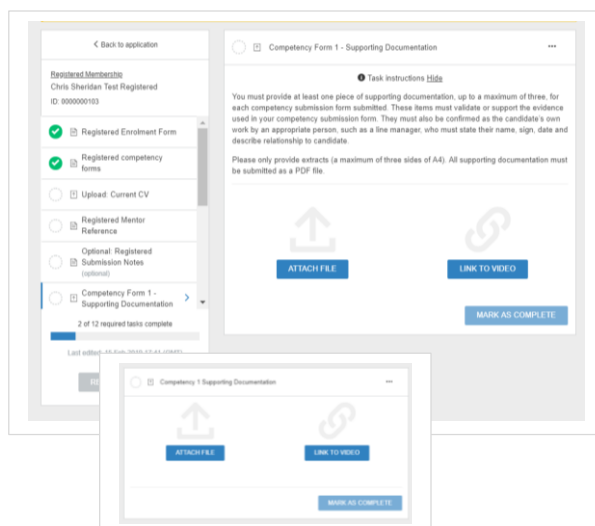 Back to application
Registered Membership
Chris Sheridan Test Registered
ID: 0000000103
Registered Enrolment Form
Registered competency
forms
Upload: Current CV
Registered Mentor
Reference
Optional: Registered
Submission Notes
(optional)
Competency Form 1 -
Supporting Documentation
2 of 12 required tasks complete
Last edited:
Competency Form 1 - Supporting Documentation
Task instructions Hide
You must provide at least one piece of supporting documentation, up to a maximum of three, for
each competency submission form submitted. These items must validate or support the evidence
used in your competency submission form. They must also be confirmed as the candidate's own
work by an appropriate person, such as a line manager, who must state their name, sign, date and
describe relationship to candidate.
Please only provide extracts (a maximum of three sides of A4). All supporting documentation must
be submitted as a PDF file.
ATTACH FILE
LINK TO VIDEO
MARK AS COMPLETE
Competency 1 Supporting Documentation
ATTACH FILE
LINK TO VIDEO
MARK AS COMPLETE